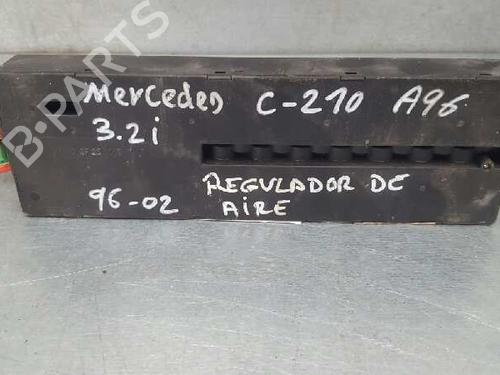 B-PARTS
Mercedes C-210 A96
3.2i
96-02 REGULADOR DE
AIRE